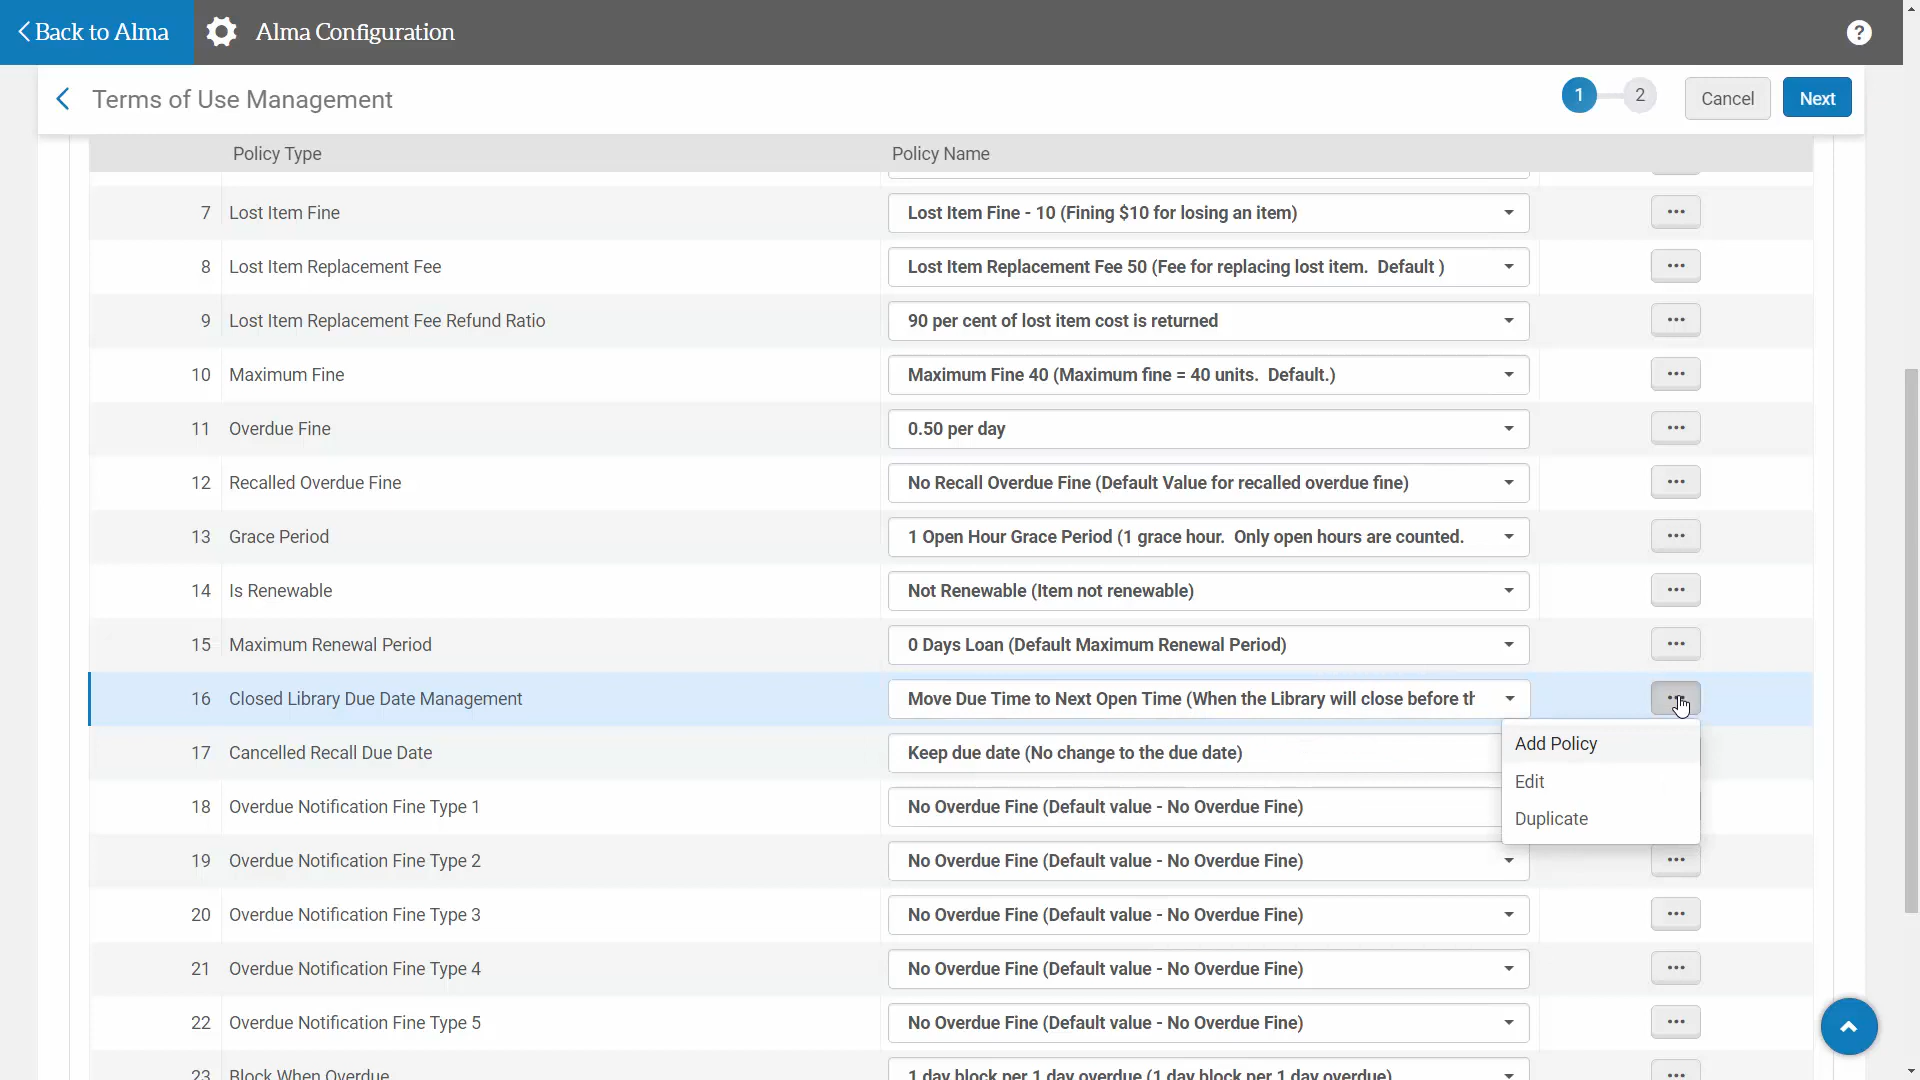 Back to Alma
Alma Configuration
?
Terms of Use Management
1
2
Cancel
Next
Policy Type
Policy Name
7 Lost Item Fine Lost Item Fine - 10 (Fining $10 for losing an item)
8 Lost Item Replacement Fee Lost Item Replacement Fee 50 (Fee for replacing lost item. Default )
9 Lost Item Replacement Fee Refund Ratio 90 per cent of lost item cost is returned
10 Maximum Fine Maximum Fine 40 (Maximum fine = 40 units. Default.)
11 Overdue Fine 0.50 per day
12 Recalled Overdue Fine No Recall Overdue Fine (Default Value for recalled overdue fine)
13 Grace Period 1 Open Hour Grace Period (1 grace hour. Only open hours are counted.
14 Is Renewable Not Renewable (Item not renewable)
15 Maximum Renewal Period 0 Days Loan (Default Maximum Renewal Period)
16 Closed Library Due Date Management Move Due Time to Next Open Time (When the Library will close before th
17 Cancelled Recall Due Date Keep due date (No change to the due date)
Add Policy
Edit
Duplicate
18 Overdue Notification Fine Type 1 No Overdue Fine (Default value - No Overdue Fine)
19 Overdue Notification Fine Type 2 No Overdue Fine (Default value - No Overdue Fine)
20 Overdue Notification Fine Type 3 No Overdue Fine (Default value - No Overdue Fine)
21 Overdue Notification Fine Type 4 No Overdue Fine (Default value - No Overdue Fine)
22 Overdue Notification Fine Type 5 No Overdue Fine (Default value - No Overdue Fine)
23 Block When Overdue 1 day block per 1 day overdue (1 day block per 1 day overdue)